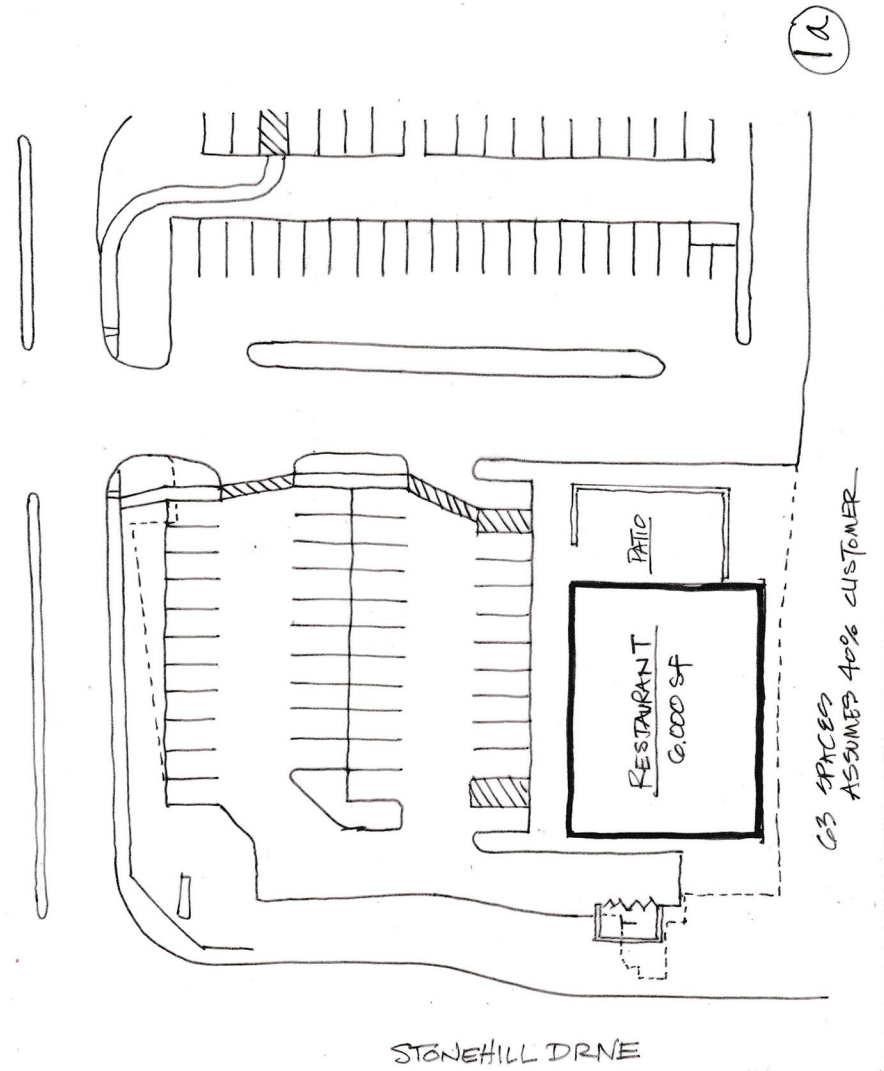 1a
PATIO
RESTAURANT
6.000 SF
63 SPACES
ASSUMES 40% CUSTOMER
STONEHILL DRIVE